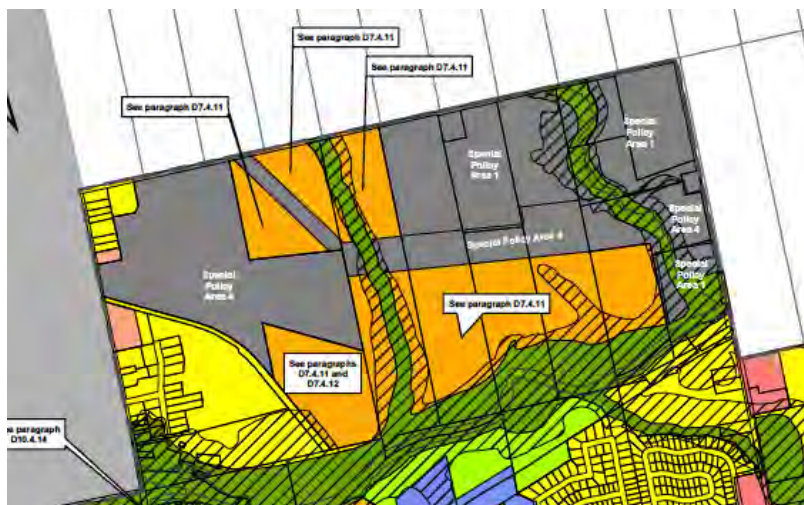 See paragraph D7.4.11
See paragraph D7.4.11
See paragraph D7.4.11
Special
Policy
Area 1
Special
Policy
Area 1
Special
Policy
Area 4
Special Policy Area 4
Special
Policy
Area 1
Special
Policy
Area 4
See paragraph D7.4.11
See paragraphs
D7.4.11 and
D7.4.12
paragraph
D10.4.14